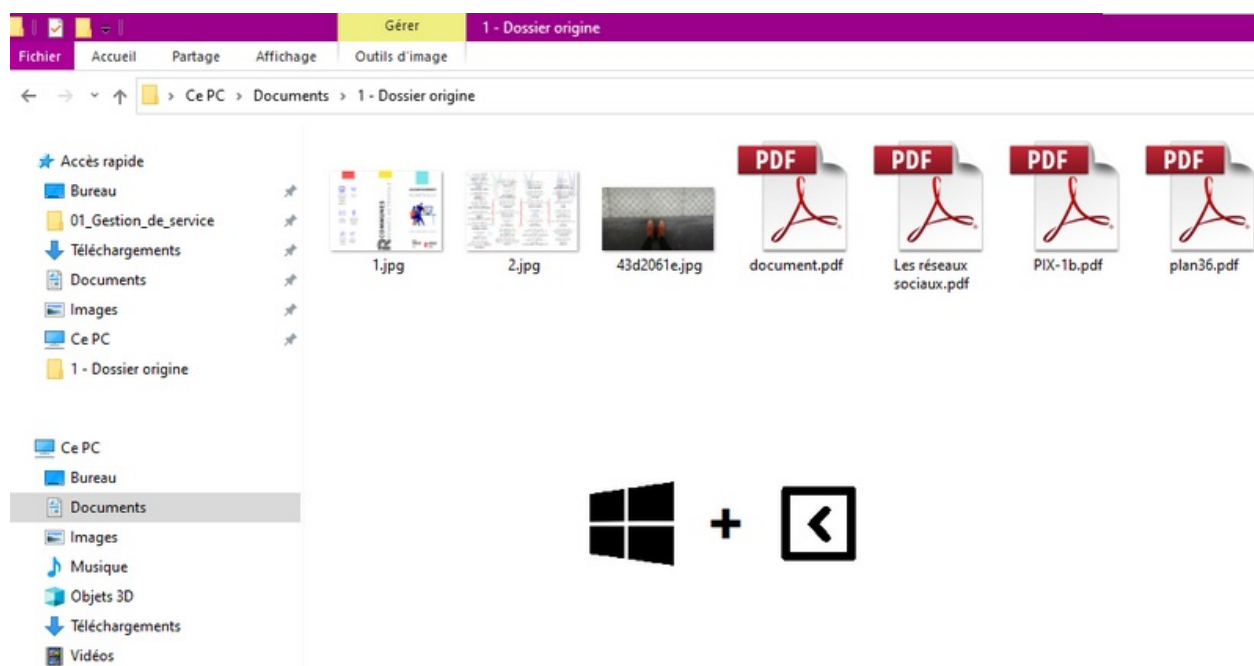 Gérer
1 - Dossier origine
Fichier
Accueil
Partage
Affichage
Outils d'image
Ce PC > Documents > 1 - Dossier origine
Accès rapide
Bureau
01_Gestion_de_service
Téléchargements
Documents
Images
Ce PC
1 - Dossier origine
Ce PC
Bureau
Documents
Images
Musique
Objets 3D
Téléchargements
Vidéos
COMMUNES
PDF
PDF
PDF
PDF
1.jpg
2.jpg
43d2061e.jpg
document.pdf
Les réseaux
sociaux.pdf
PIX-1b.pdf
plan36.pdf
+